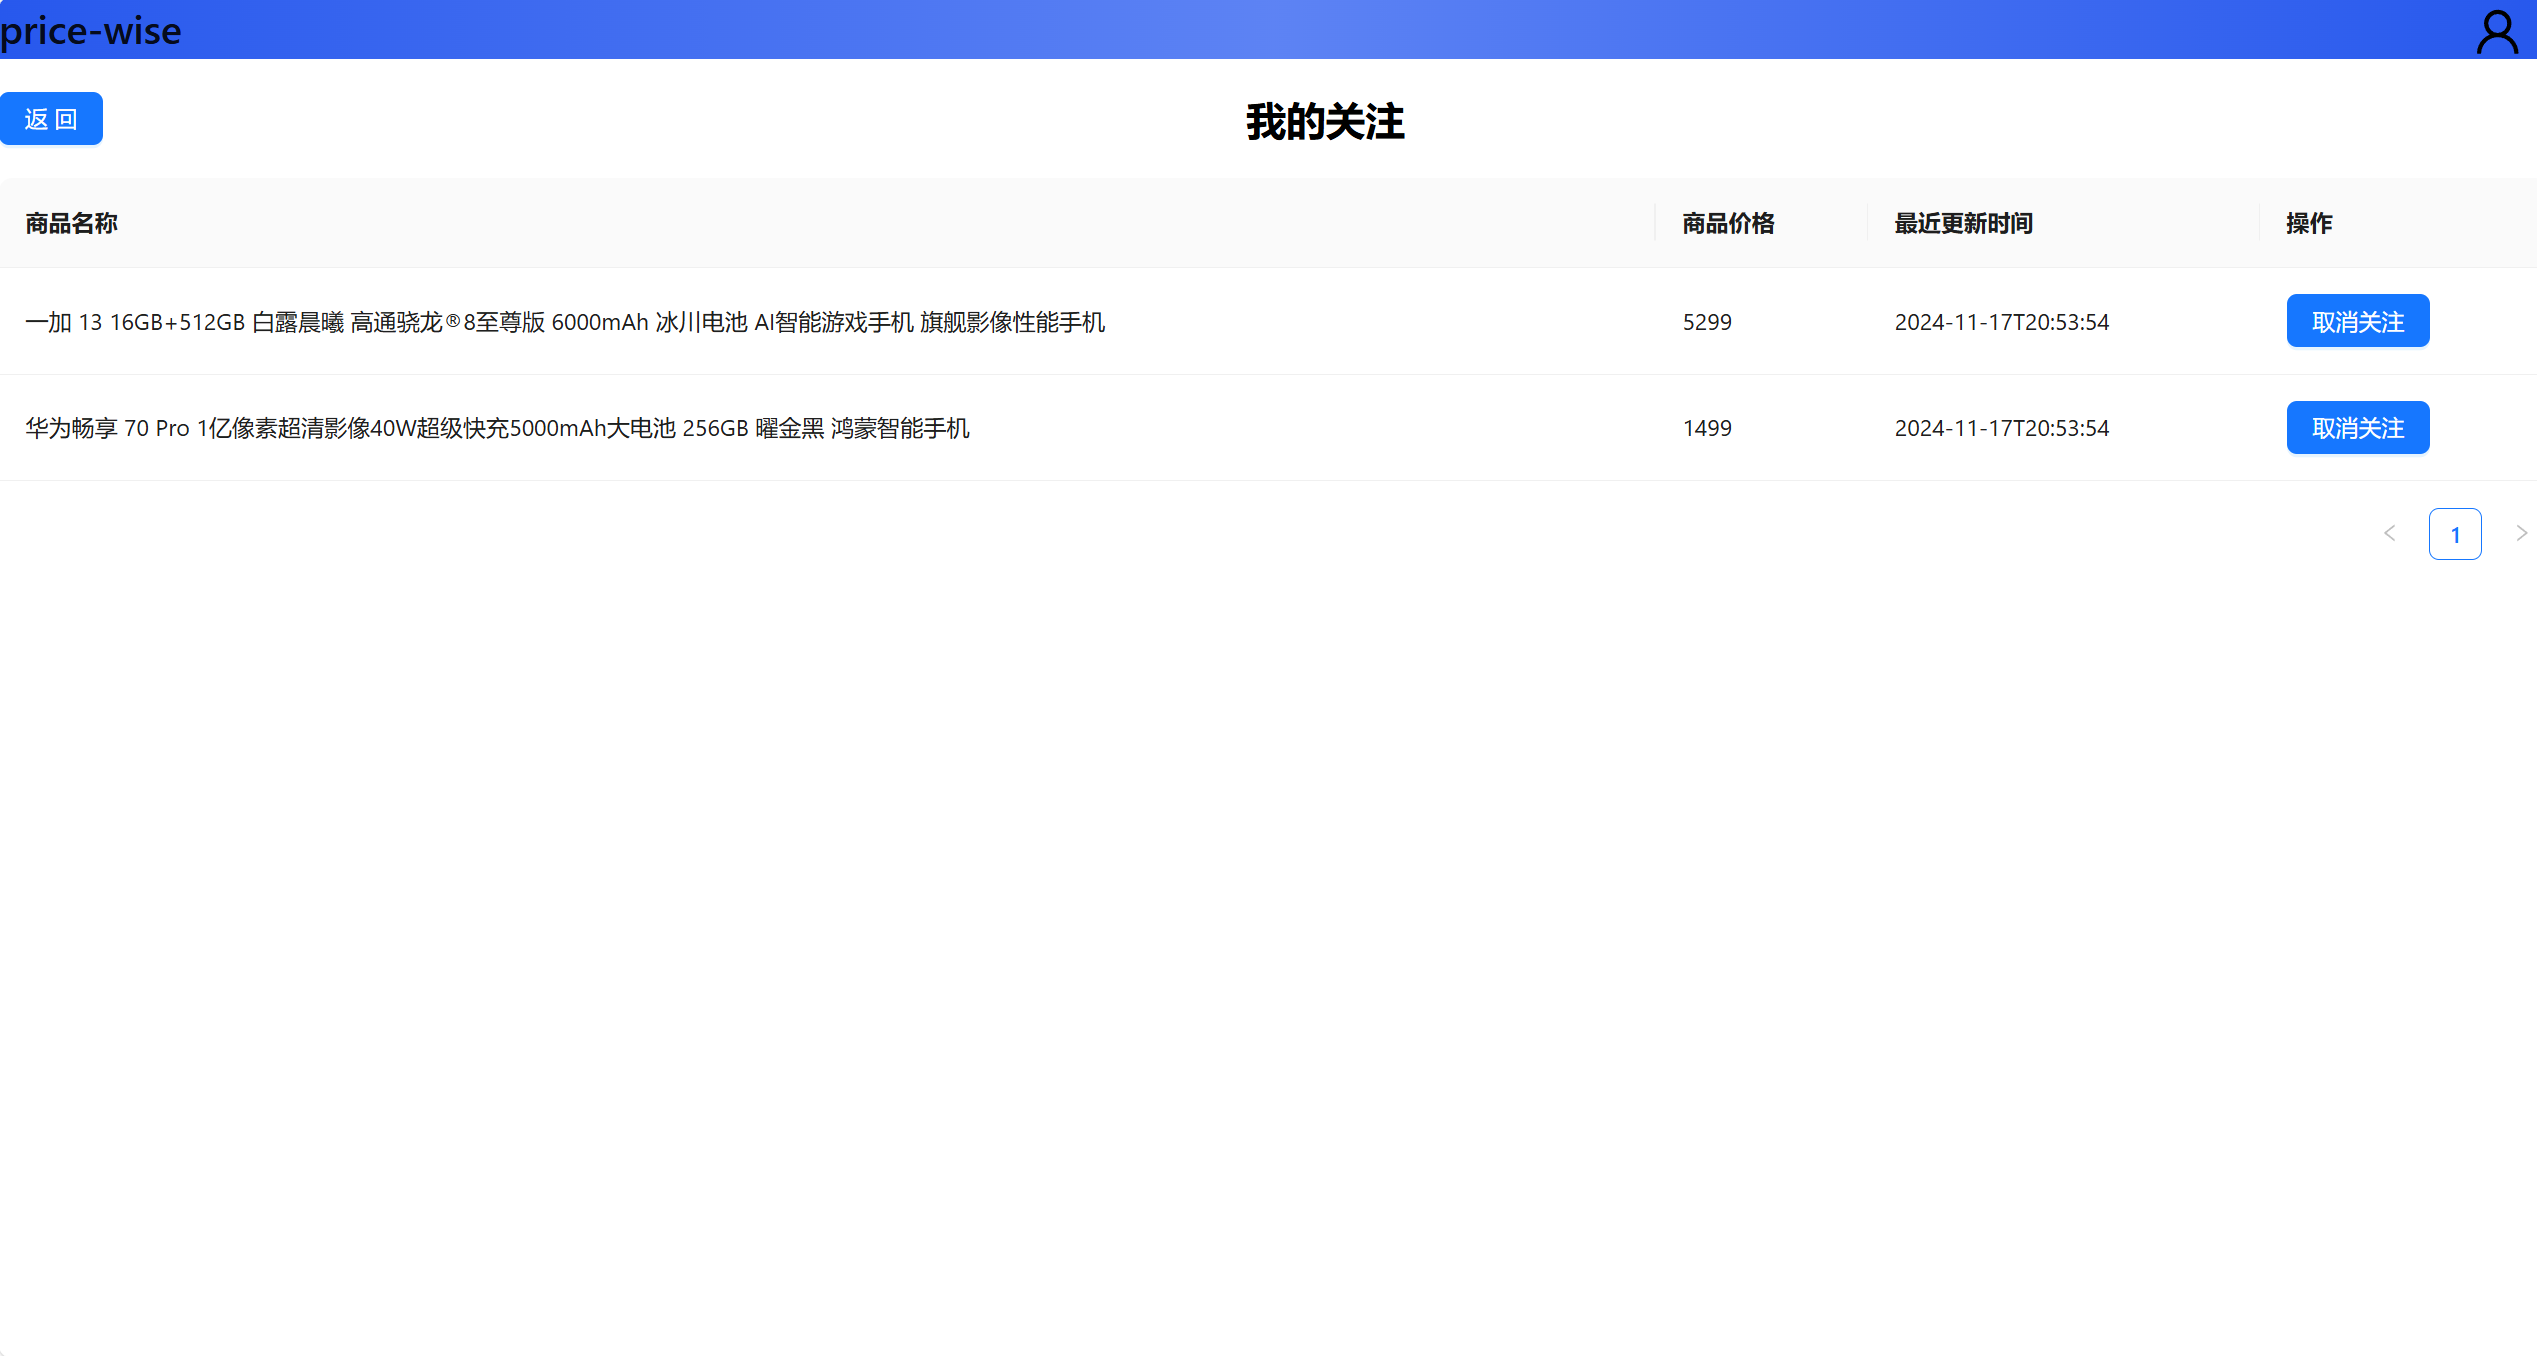 price-wise
返 回
我的关注
商品名称 商品价格 最近更新时间 操作
一加 13 16GB+512GB 白露晨曦 高通骁龙®8至尊版 6000mAh 冰川电池 AI智能游戏手机 旗舰影像性能手机 5299 2024-11-17T20:53:54 取消关注
华为畅享 70 Pro 1亿像素超清影像40W超级快充5000mAh大电池 256GB 曜金黑 鸿蒙智能手机 1499 2024-11-17T20:53:54 取消关注
1